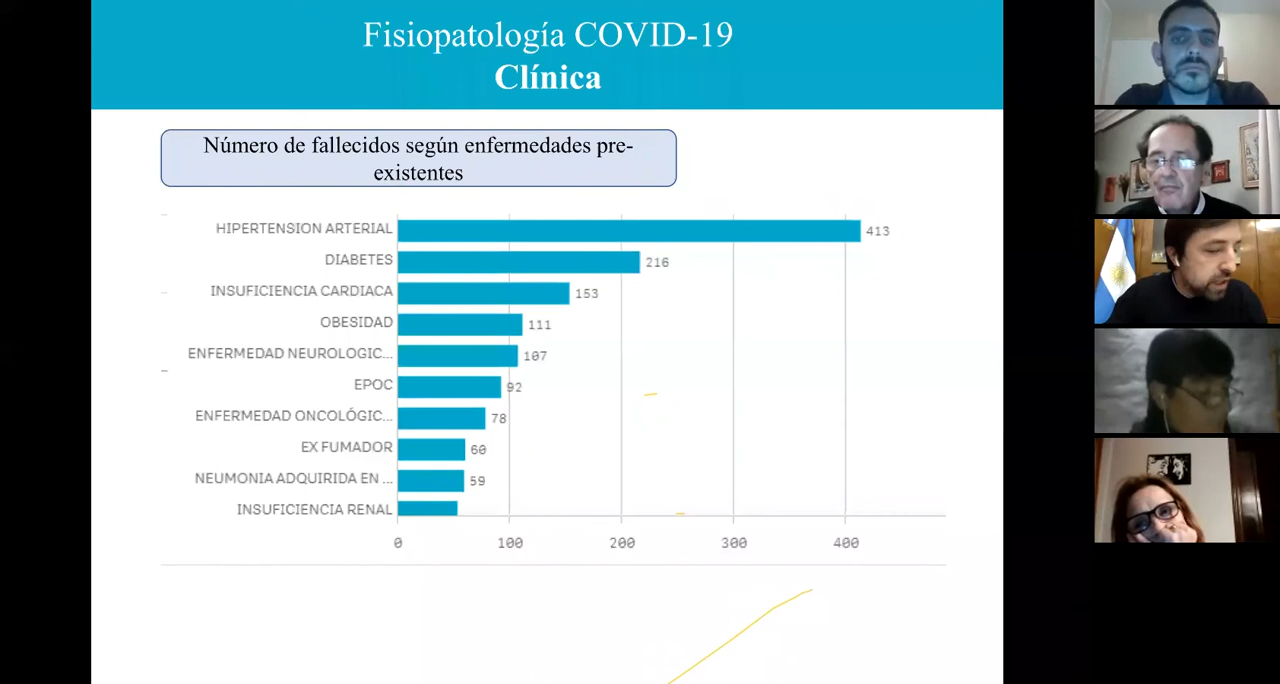 Fisiopatología COVID-19
Clínica
Número de fallecidos según enfermedades pre-
existentes
HIPERTENSION ARTERIAL 413
DIABETES 216
INSUFICIENCIA CARDIACA 153
OBESIDAD 111
ENFERMEDAD NEUROLOGIC... 107
EPOC 92
ENFERMEDAD ONCOLÓGIC... 78
EX FUMADOR 60
NEUMONIA ADQUIRIDA EN ... 59
INSUFICIENCIA RENAL
0 100 200 300 400